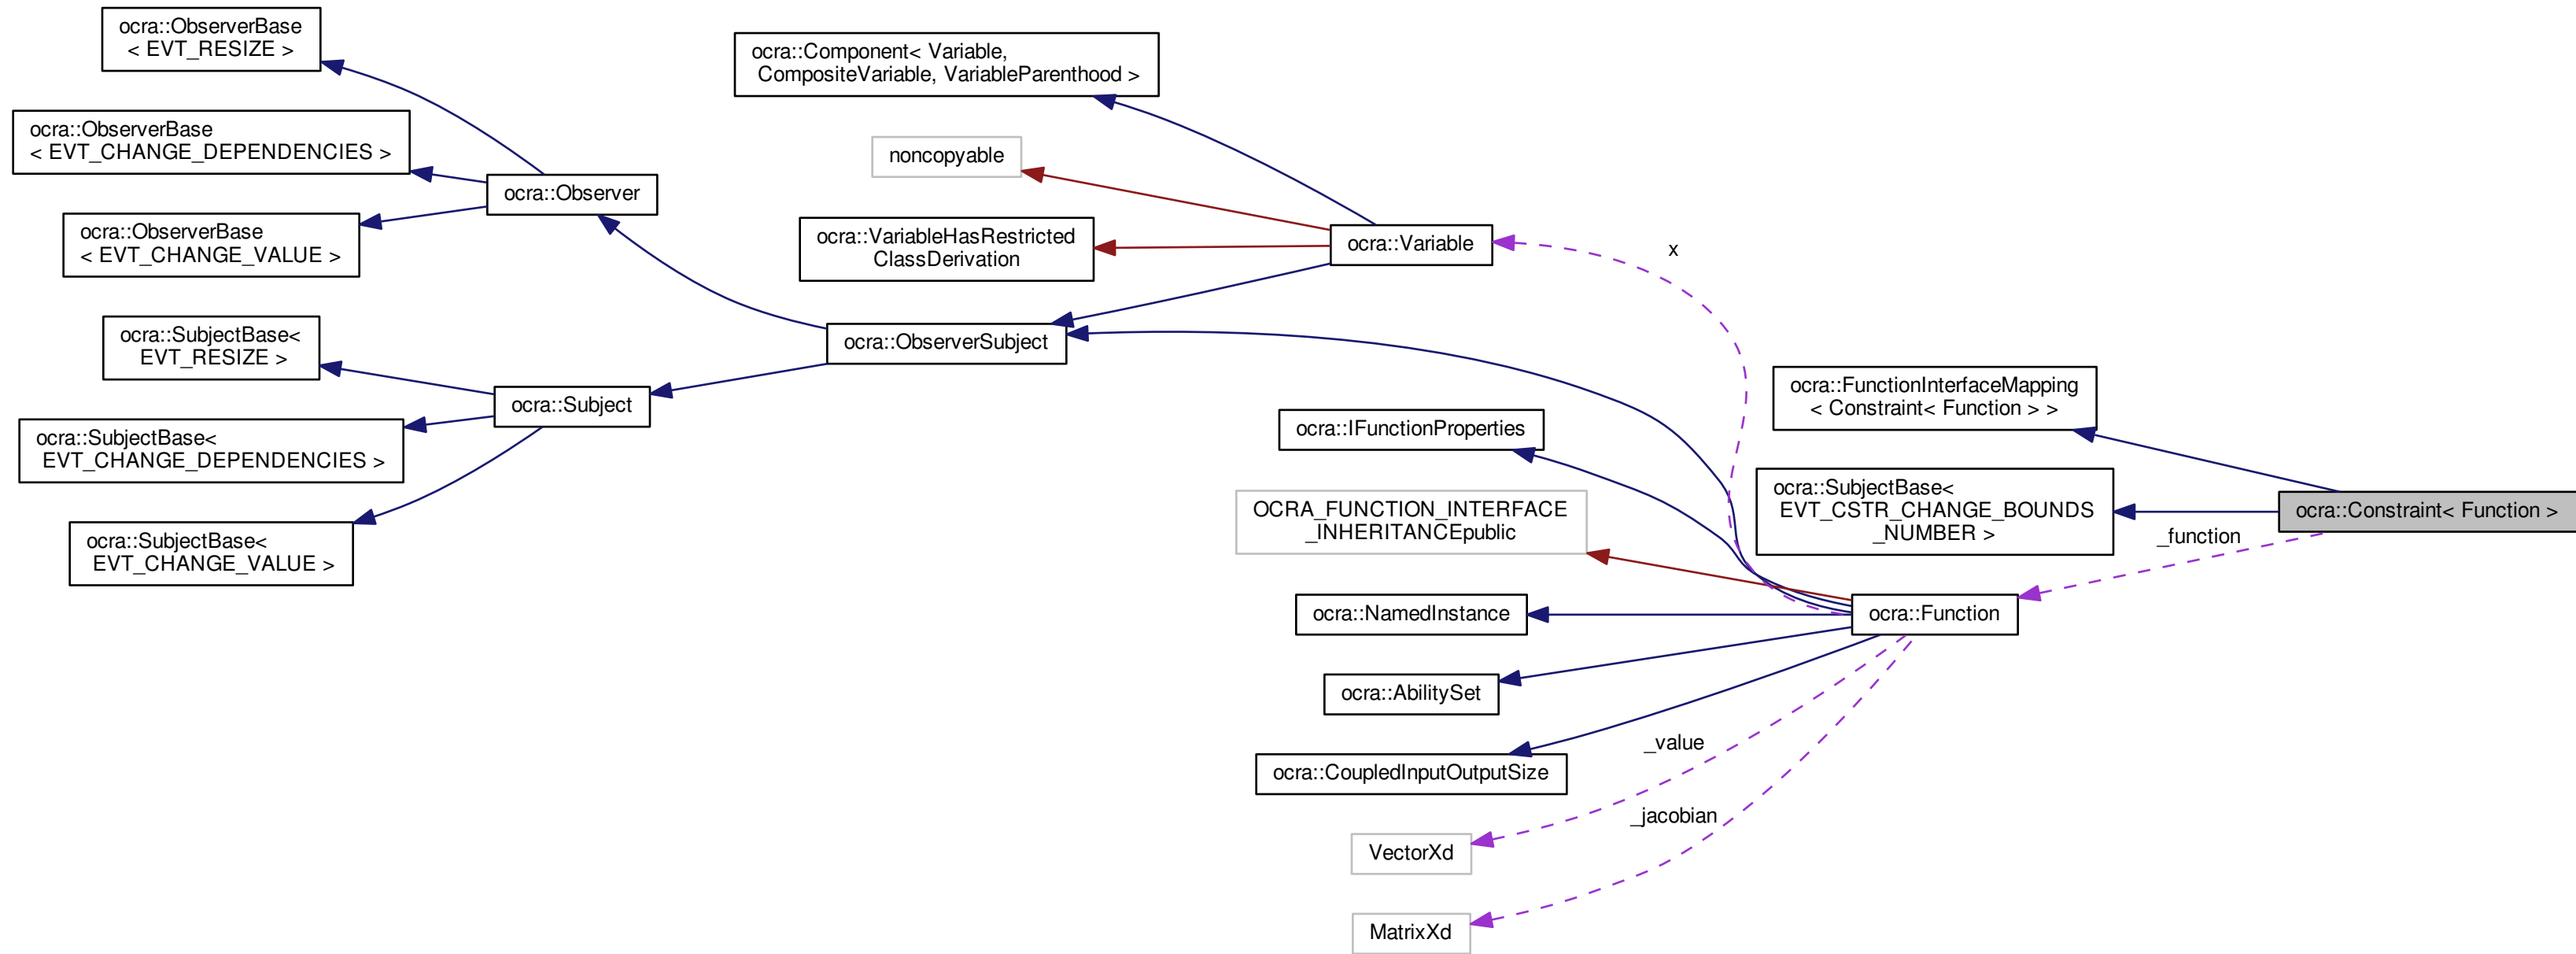 ocra::ObserverBase
< EVT_RESIZE >
ocra::ObserverBase
< EVT_CHANGE_DEPENDENCIES >
ocra::ObserverBase
< EVT_CHANGE_VALUE >
ocra::SubjectBase<
EVT_RESIZE >
ocra::SubjectBase<
EVT_CHANGE_DEPENDENCIES >
ocra::SubjectBase<
EVT_CHANGE_VALUE >
ocra::Observer
ocra::Subject
ocra::Component< Variable,
CompositeVariable, VariableParenthood >
noncopyable
ocra::VariableHasRestricted
ClassDerivation
ocra::ObserverSubject
ocra::Variable
x
ocra::IFunctionProperties
OCRA_FUNCTION_INTERFACE
_INHERITANCEpublic
ocra::NamedInstance
ocra::AbilitySet
ocra::CoupledInputOutputSize
VectorXd
MatrixXd
_value
_jacobian
ocra::FunctionInterfaceMapping
< Constraint< Function > >
ocra::SubjectBase<
EVT_CSTR_CHANGE_BOUNDS
_NUMBER >
ocra::Function
_function
ocra::Constraint< Function >